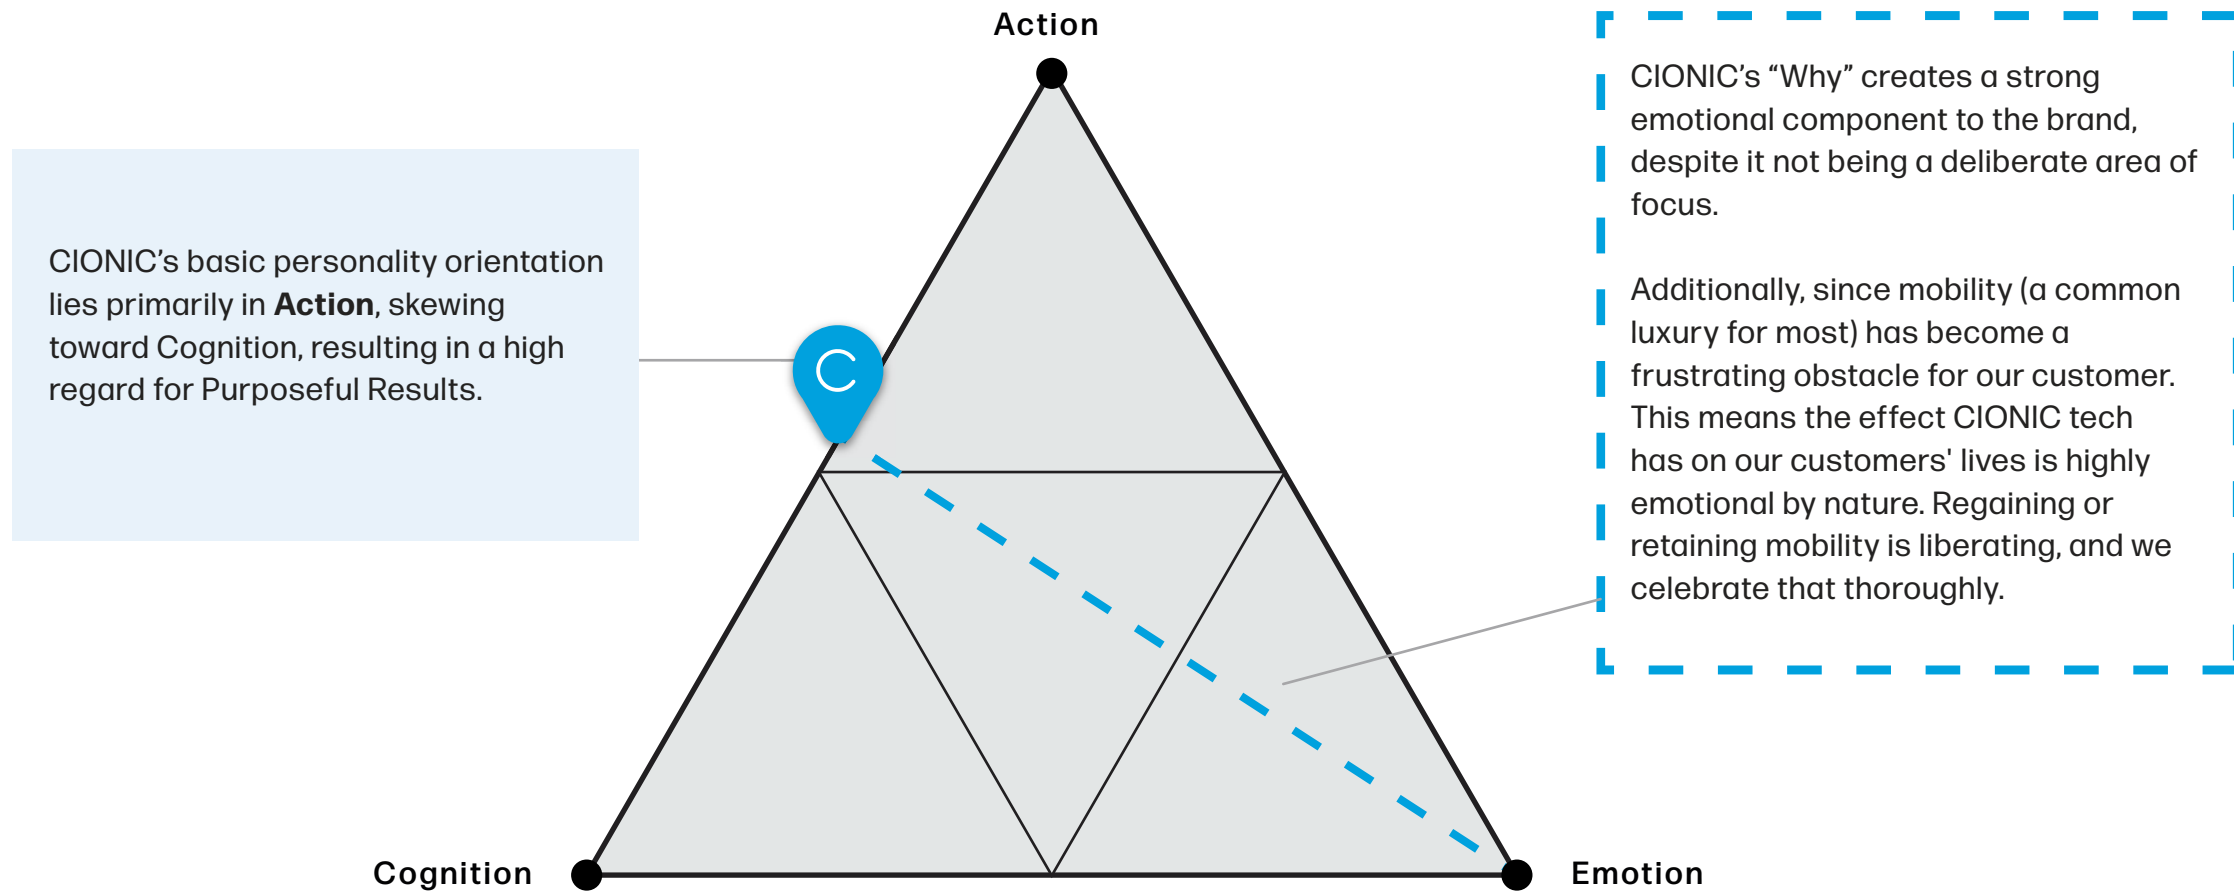 Action
CIONIC’s basic personality orientation
lies primarily in Action, skewing
toward Cognition, resulting in a high
regard for Purposeful Results.
C
CIONIC’s “Why” creates a strong
emotional component to the brand,
despite it not being a deliberate area of
focus.
Additionally, since mobility (a common
luxury for most) has become a
frustrating obstacle for our customer.
This means the effect CIONIC tech
has on our customers' lives is highly
emotional by nature. Regaining or
retaining mobility is liberating, and we
celebrate that thoroughly.
Cognition
Emotion